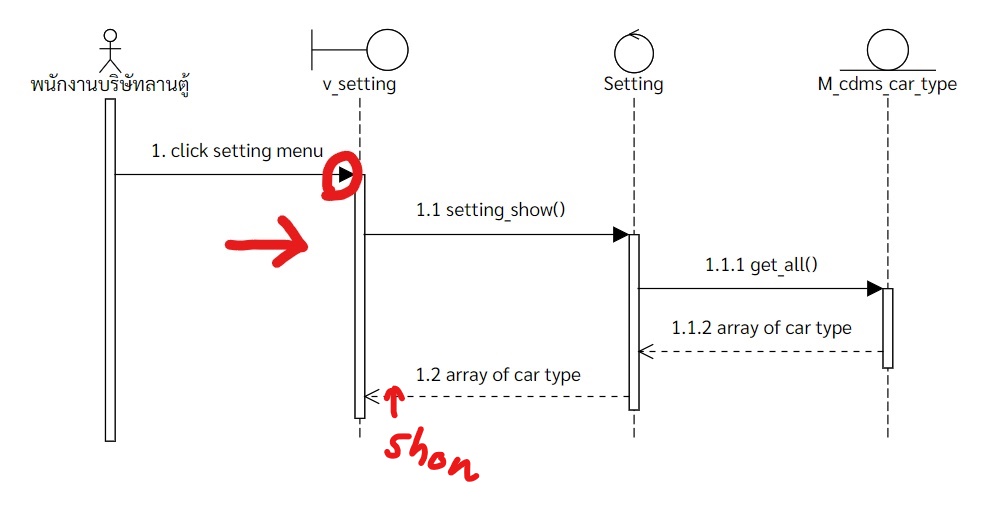 พนักงานบริษัทลานตู้ v_setting Setting M_cdms_car_type
1. click setting menu
1.1 setting_show()
1.1.1 get_all()
1.1.2 array of car type
1.2 array of car type
shon